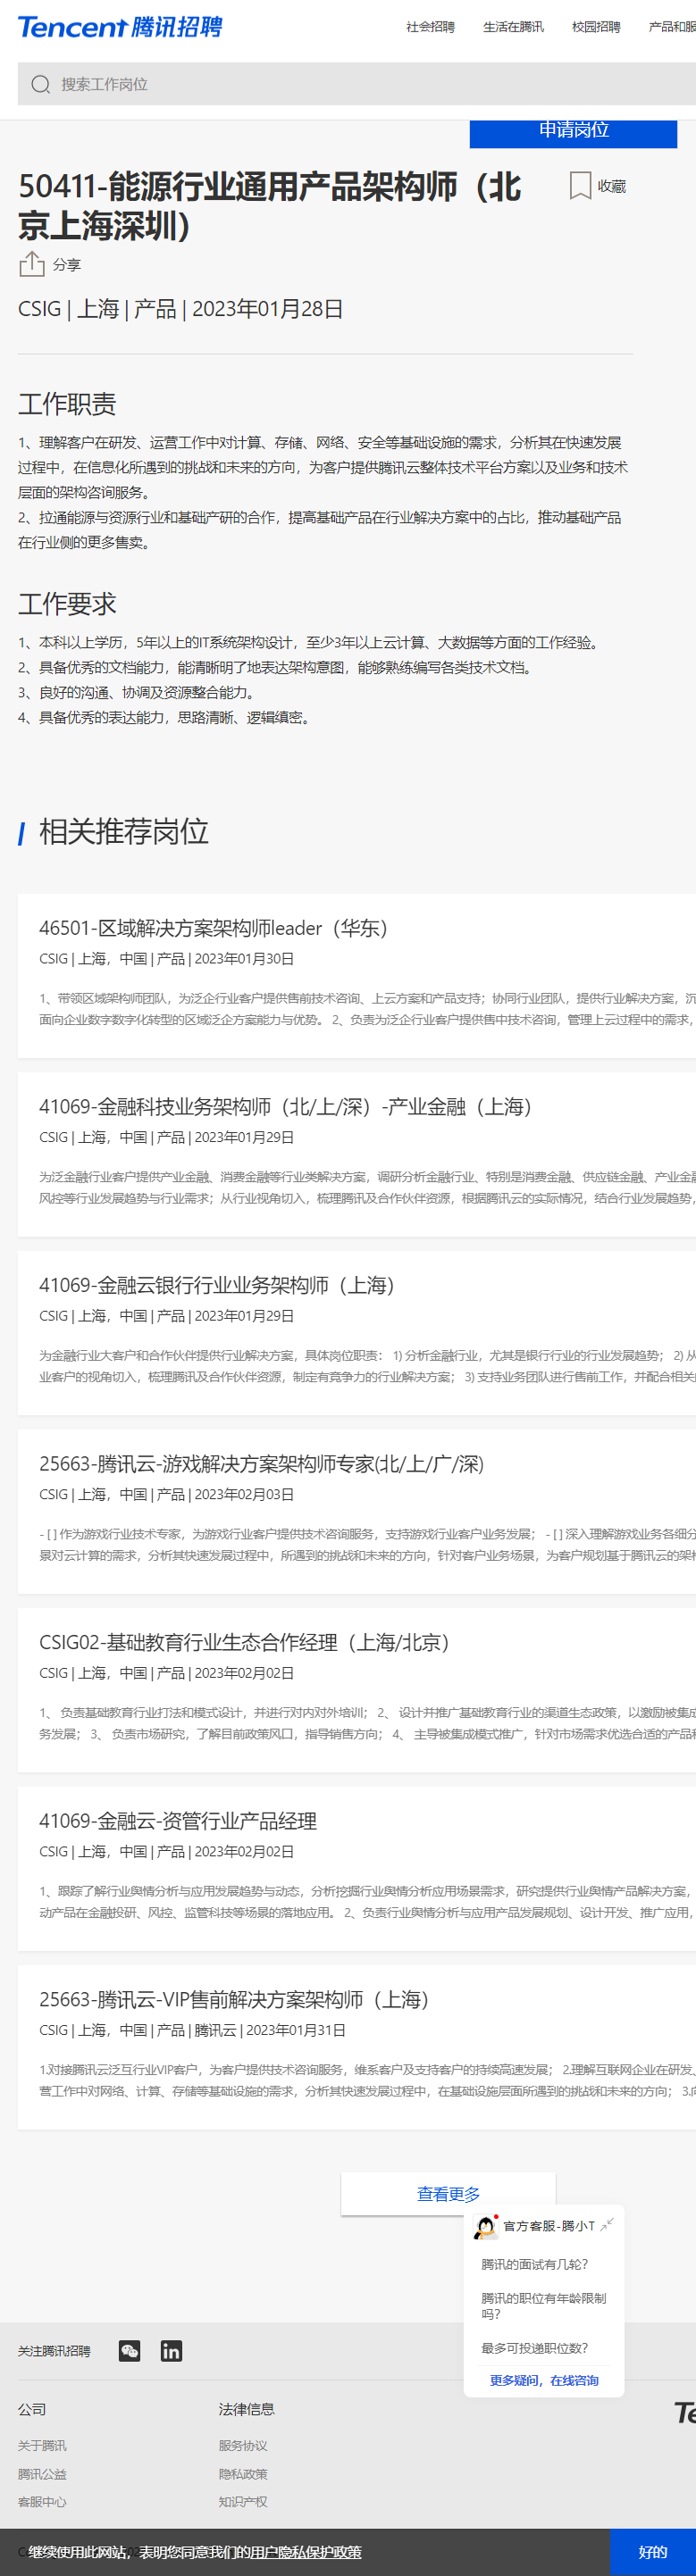 Tencent 腾讯招聘
社会招聘 生活在腾讯 校园招聘 产品和服
搜索工作岗位
申请岗位
50411-能源行业通用产品架构师（北
京上海深圳）
收藏
分享
CSIG | 上海 | 产品 | 2023年01月28日
工作职责
1、理解客户在研发、运营工作中对计算、存储、网络、安全等基础设施的需求，分析其在快速发展
过程中，在信息化所遇到的挑战和未来的方向，为客户提供腾讯云整体技术平台方案以及业务和技术
层面的架构咨询服务。
2、拉通能源与资源行业和基础产研的合作，提高基础产品在行业解决方案中的占比，推动基础产品
在行业侧的更多售卖。
工作要求
1、本科以上学历，5年以上的IT系统架构设计，至少3年以上云计算、大数据等方面的工作经验。
2、具备优秀的文档能力，能清晰明了地表达架构意图，能够熟练编写各类技术文档。
3、良好的沟通、协调及资源整合能力。
4、具备优秀的表达能力，思路清晰、逻辑缜密。
相关推荐岗位
46501-区域解决方案架构师leader（华东）
CSIG | 上海，中国 | 产品 | 2023年01月30日
1、带领区域架构师团队，为泛企行业客户提供售前技术咨询、上云方案和产品支持；协同行业团队，提供行业解决方案，沉
面向企业数字数字化转型的区域泛企方案能力与优势。 2、负责为泛企行业客户提供售中技术咨询，管理上云过程中的需求，
41069-金融科技业务架构师（北/上/深）-产业金融（上海）
CSIG | 上海，中国 | 产品 | 2023年01月29日
为泛金融行业客户提供产业金融、消费金融等行业类解决方案，调研分析金融行业、特别是消费金融、供应链金融、产业金融
风控等行业发展趋势与行业需求；从行业视角切入，梳理腾讯及合作伙伴资源，根据腾讯云的实际情况，结合行业发展趋势，
41069-金融云银行行业业务架构师（上海）
CSIG | 上海，中国 | 产品 | 2023年01月29日
为金融行业大客户和合作伙伴提供行业解决方案，具体岗位职责： 1) 分析金融行业，尤其是银行行业的行业发展趋势； 2) 从
业客户的视角切入，梳理腾讯及合作伙伴资源，制定有竞争力的行业解决方案； 3) 支持业务团队进行售前工作，并配合相关
25663-腾讯云-游戏解决方案架构师专家(北/上/广/深)
CSIG | 上海，中国 | 产品 | 2023年02月03日
- [ ] 作为游戏行业技术专家，为游戏行业客户提供技术咨询服务，支持游戏行业客户业务发展； - [ ] 深入理解游戏业务各细分
景对云计算的需求，分析其快速发展过程中，所遇到的挑战和未来的方向，针对客户业务场景，为客户规划基于腾讯云的架构
CSIG02-基础教育行业生态合作经理（上海/北京）
CSIG | 上海，中国 | 产品 | 2023年02月02日
1、 负责基础教育行业打法和模式设计，并进行对内对外培训； 2、 设计并推广基础教育行业的渠道生态政策，以激励被集成
务发展； 3、 负责市场研究，了解目前政策风口，指导销售方向； 4、 主导被集成模式推广，针对市场需求优选合适的产品和
41069-金融云-资管行业产品经理
CSIG | 上海，中国 | 产品 | 2023年02月02日
1、跟踪了解行业舆情分析与应用发展趋势与动态，分析挖掘行业舆情分析应用场景需求，研究提供行业舆情产品解决方案，
动产品在金融投研、风控、监管科技等场景的落地应用。 2、负责行业舆情分析与应用产品发展规划、设计开发、推广应用，
25663-腾讯云-VIP售前解决方案架构师（上海）
CSIG | 上海，中国 | 产品 | 腾讯云 | 2023年01月31日
1.对接腾讯云泛互行业VIP客户，为客户提供技术咨询服务，维系客户及支持客户的持续高速发展； 2.理解互联网企业在研发、
营工作中对网络、计算、存储等基础设施的需求，分析其快速发展过程中，在基础设施层面所遇到的挑战和未来的方向； 3.向
查看更多
官方客服-腾小T
腾讯的面试有几轮？
腾讯的职位有年龄限制
吗？
最多可投递职位数？
更多疑问，在线咨询
关注腾讯招聘
公司 法律信息
Te
关于腾讯 服务协议
腾讯公益 隐私政策
客服中心 知识产权
继续使用此网站，表明您同意我们的用户隐私保护政策
好的